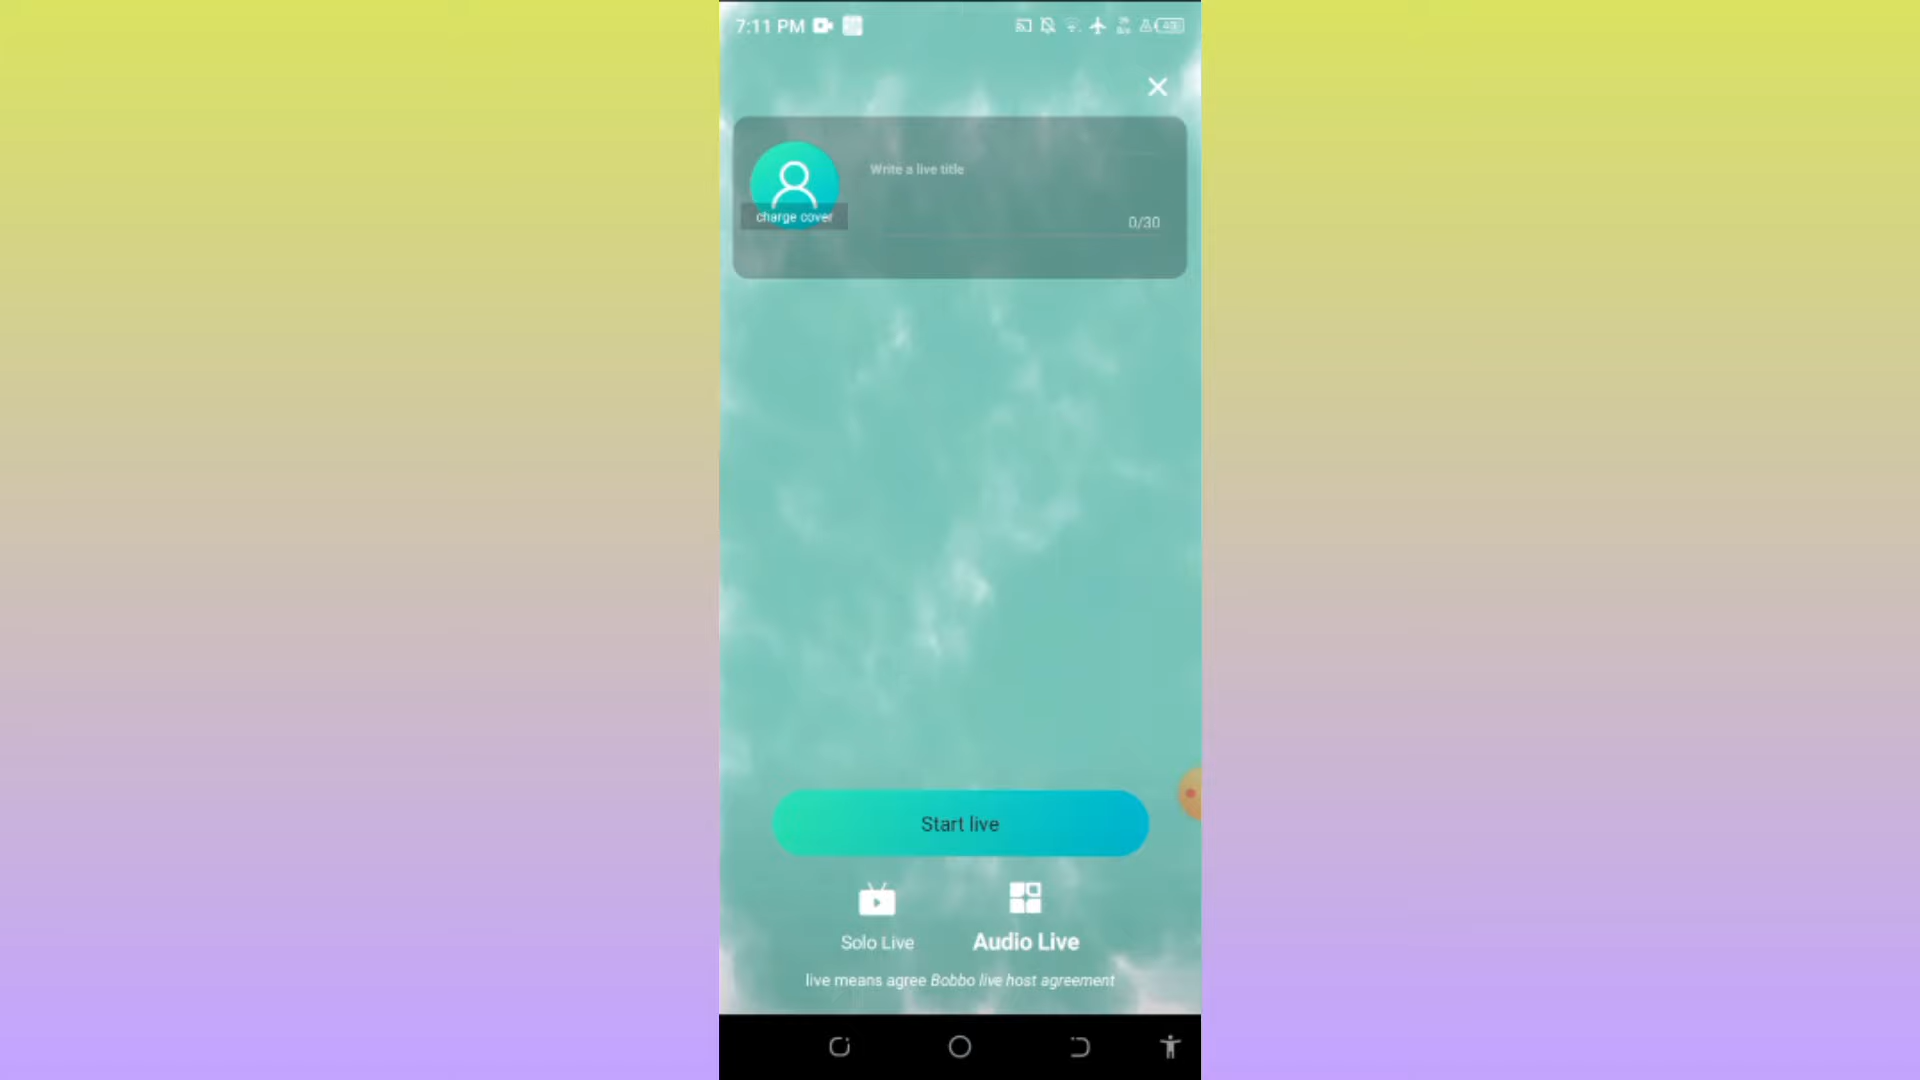 7:11 PM
Write a live title
charge cover
0/30
Start live
Solo Live
Audio Live
live means agree Bobbo live host agreement